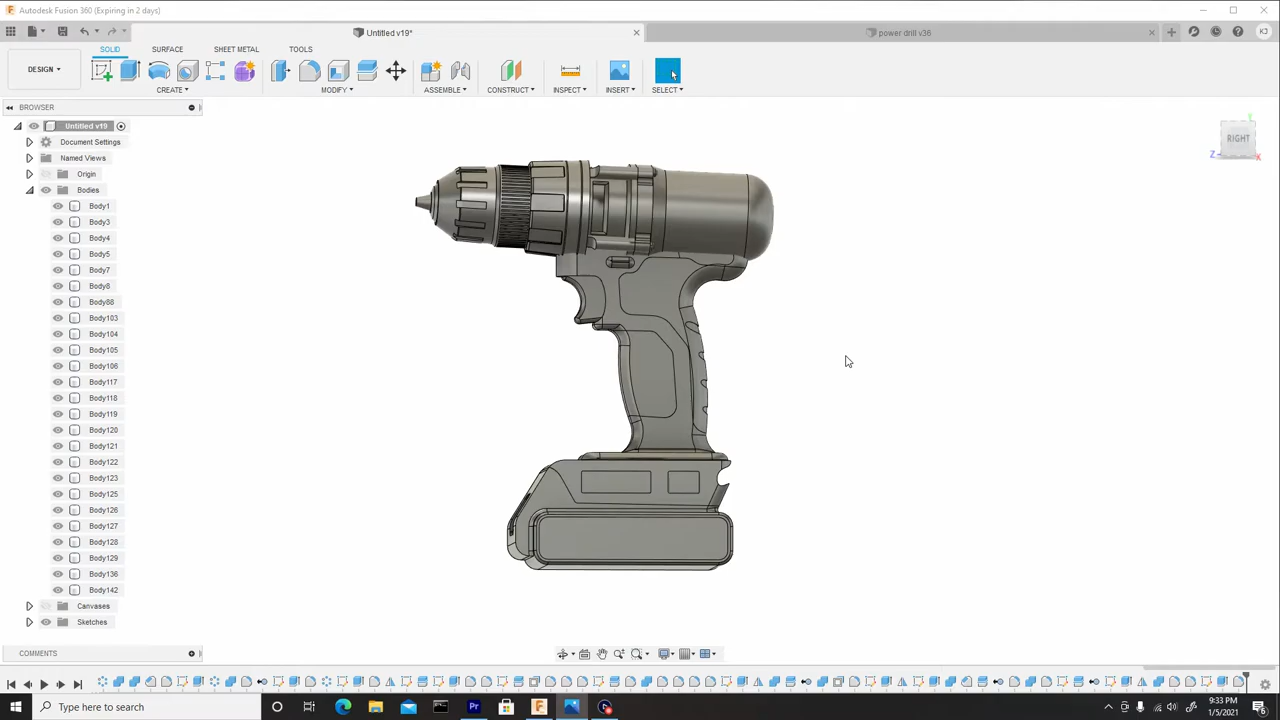 Autodesk Fusion 360 (Expiring in 2 days)
Untitled v19*
power drill v36
KJ
SOLID
SURFACE
SHEET METAL
TOOLS
DESIGN
CREATE
MODIFY
ASSEMBLE
CONSTRUCT
INSPECT
INSERT
SELECT
BROWSER
Untitled v19
Document Settings
Named Views
Origin
Bodies
Body1
Body3
Body4
Body5
Body7
Body8
Body88
Body103
Body104
Body105
Body106
Body117
Body118
Body119
Body120
Body121
Body122
Body123
Body125
Body126
Body127
Body128
Body129
Body136
Body142
Canvases
Sketches
COMMENTS
RIGHT
Y
Z
X
Type here to search
Pr
9:33 PM
1/5/2021